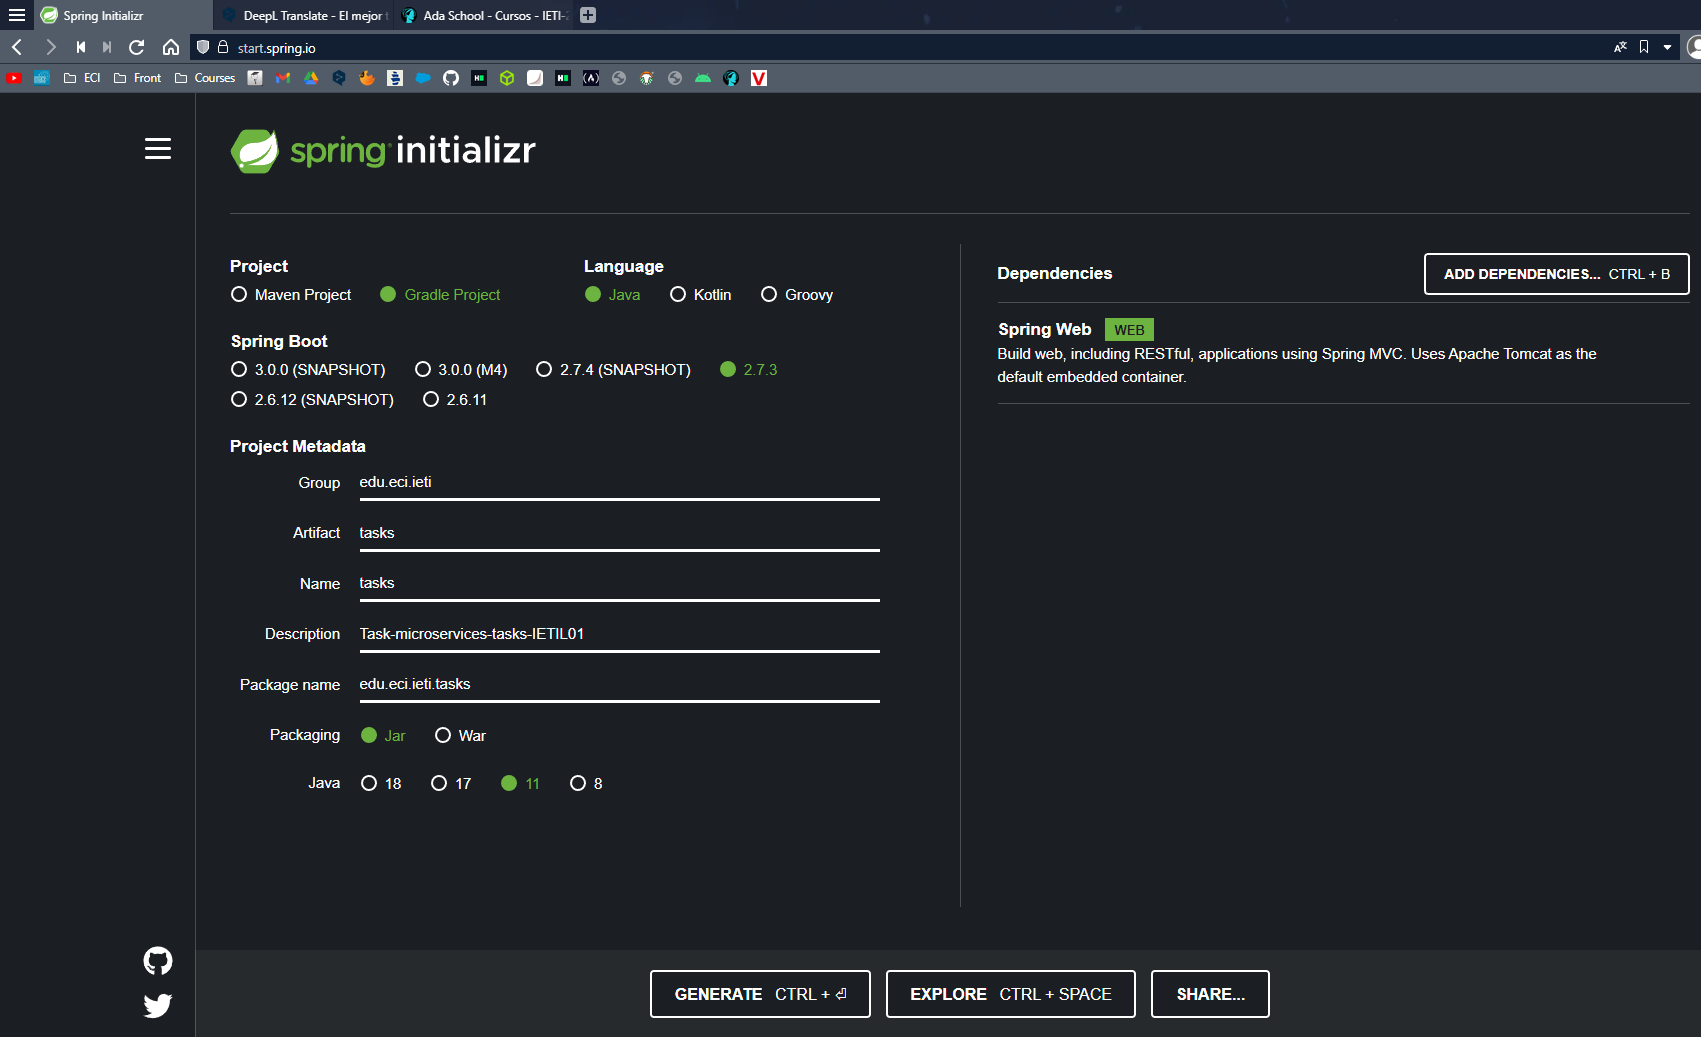 Spring Initializr
DeepL Translate - El mejor t
Ada School - Cursos - IETI-
start.spring.io
ECI
Front
Courses
spring initializr
Project
Maven Project
Gradle Project
Language
Java
Kotlin
Groovy
Spring Boot
3.0.0 (SNAPSHOT)
3.0.0 (M4)
2.7.4 (SNAPSHOT)
2.7.3
2.6.12 (SNAPSHOT)
2.6.11
Project Metadata
Group edu.eci.ieti
Artifact tasks
Name tasks
Description Task-microservices-tasks-IETIL01
Package name edu.eci.ieti.tasks
Packaging Jar War
Java 18 17 11 8
Dependencies
ADD DEPENDENCIES... CTRL + B
Spring Web WEB
Build web, including RESTful, applications using Spring MVC. Uses Apache Tomcat as the
default embedded container.
GENERATE CTRL + ⏎
EXPLORE CTRL + SPACE
SHARE...